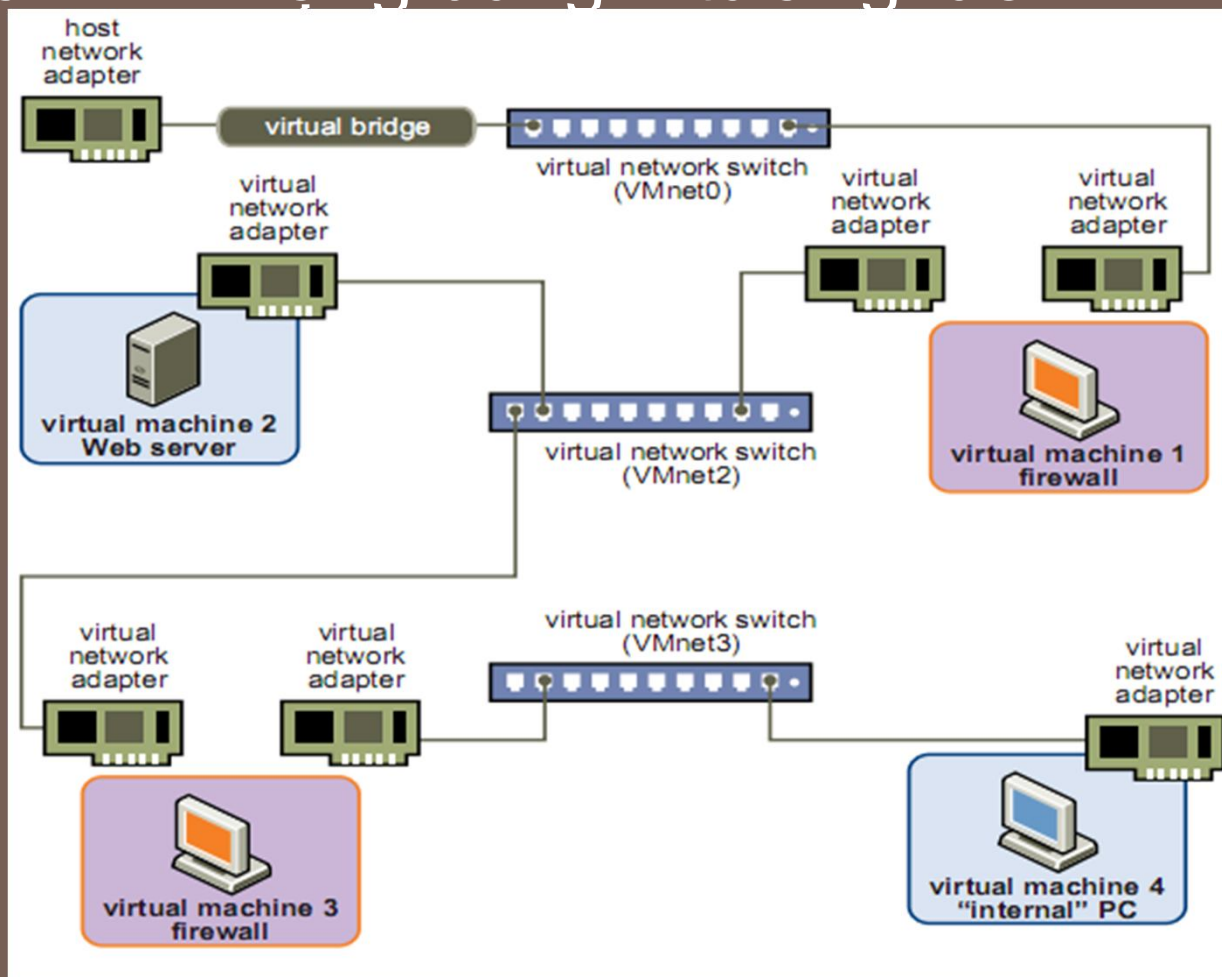 host
network
adapter
virtual bridge
virtual network switch
(VMnet0)
virtual
network
adapter
virtual
network
adapter
virtual
network
adapter
virtual machine 2
Web server
virtual network switch
(VMnet2)
virtual machine 1
firewall
virtual
network
adapter
virtual
network
adapter
virtual network switch
(VMnet3)
virtual
network
adapter
virtual machine 3
firewall
virtual machine 4
“internal” PC